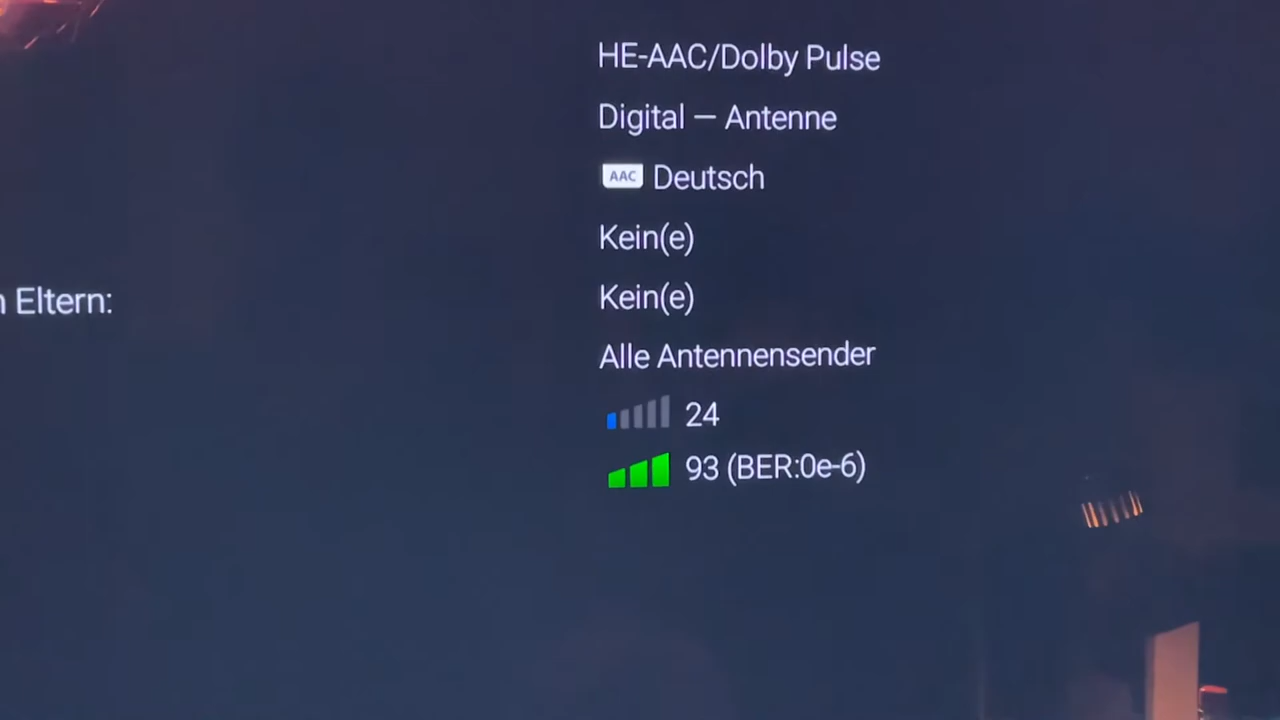 HE-AAC/Dolby Pulse
Digital — Antenne
AAC Deutsch
Kein(e)
Eltern:
Kein(e)
Alle Antennensender
24
93 (BER:0e-6)